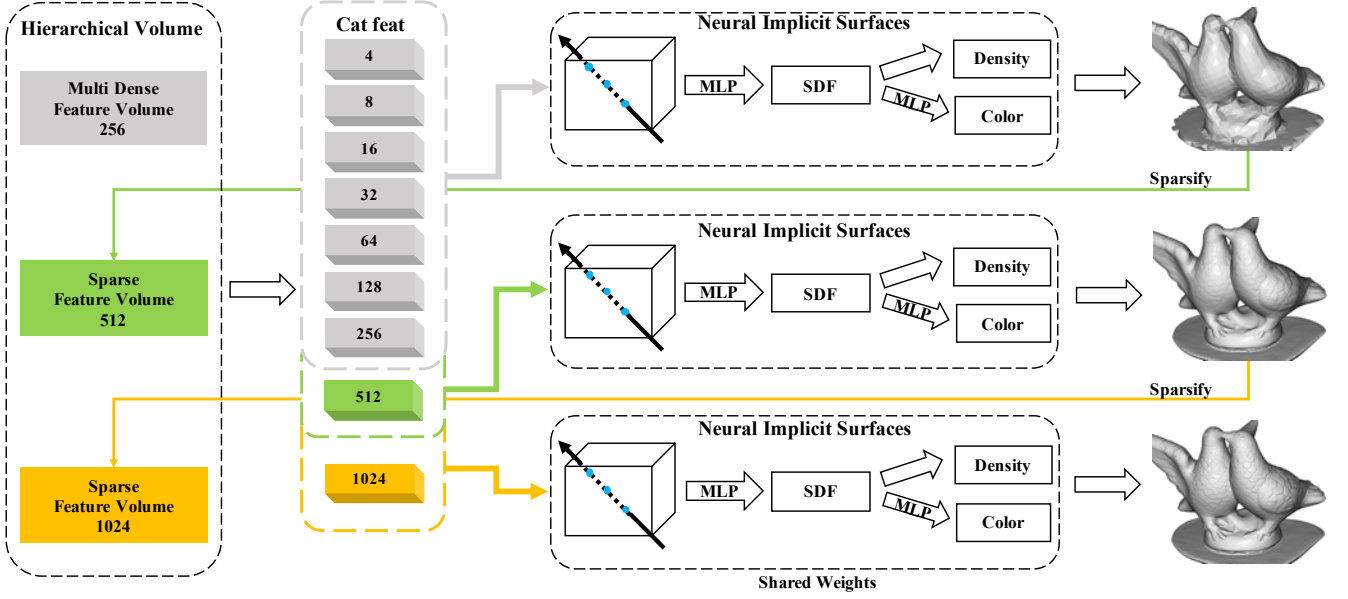 Hierarchical Volume
Multi Dense
Feature Volume
256
Sparse
Feature Volume
512
Sparse
Feature Volume
1024
Cat feat
4
8
16
32
64
128
256
512
1024
Neural Implicit Surfaces
MLP
SDF
MLP
Density
Color
Sparsify
Neural Implicit Surfaces
MLP
SDF
MLP
Density
Color
Sparsify
Neural Implicit Surfaces
MLP
SDF
MLP
Density
Color
Shared Weights